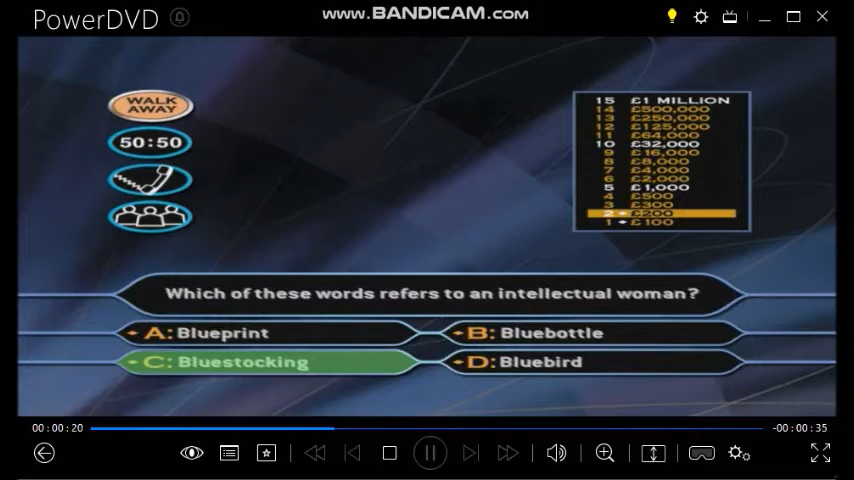 PowerDVD
www.BANDICAM.com
WALK
AWAY
50:50
15 £1 MILLION
14 £500,000
13 £250,000
12 £125,000
11 £64,000
10 £32,000
9 £16,000
8 £8,000
7 £4,000
6 £2,000
5 £1,000
4 £500
3 £300
2 £200
1 £100
Which of these words refers to an intellectual woman?
A: Blueprint
B: Bluebottle
C: Bluestocking
D: Bluebird
00:00:20
-00:00:35